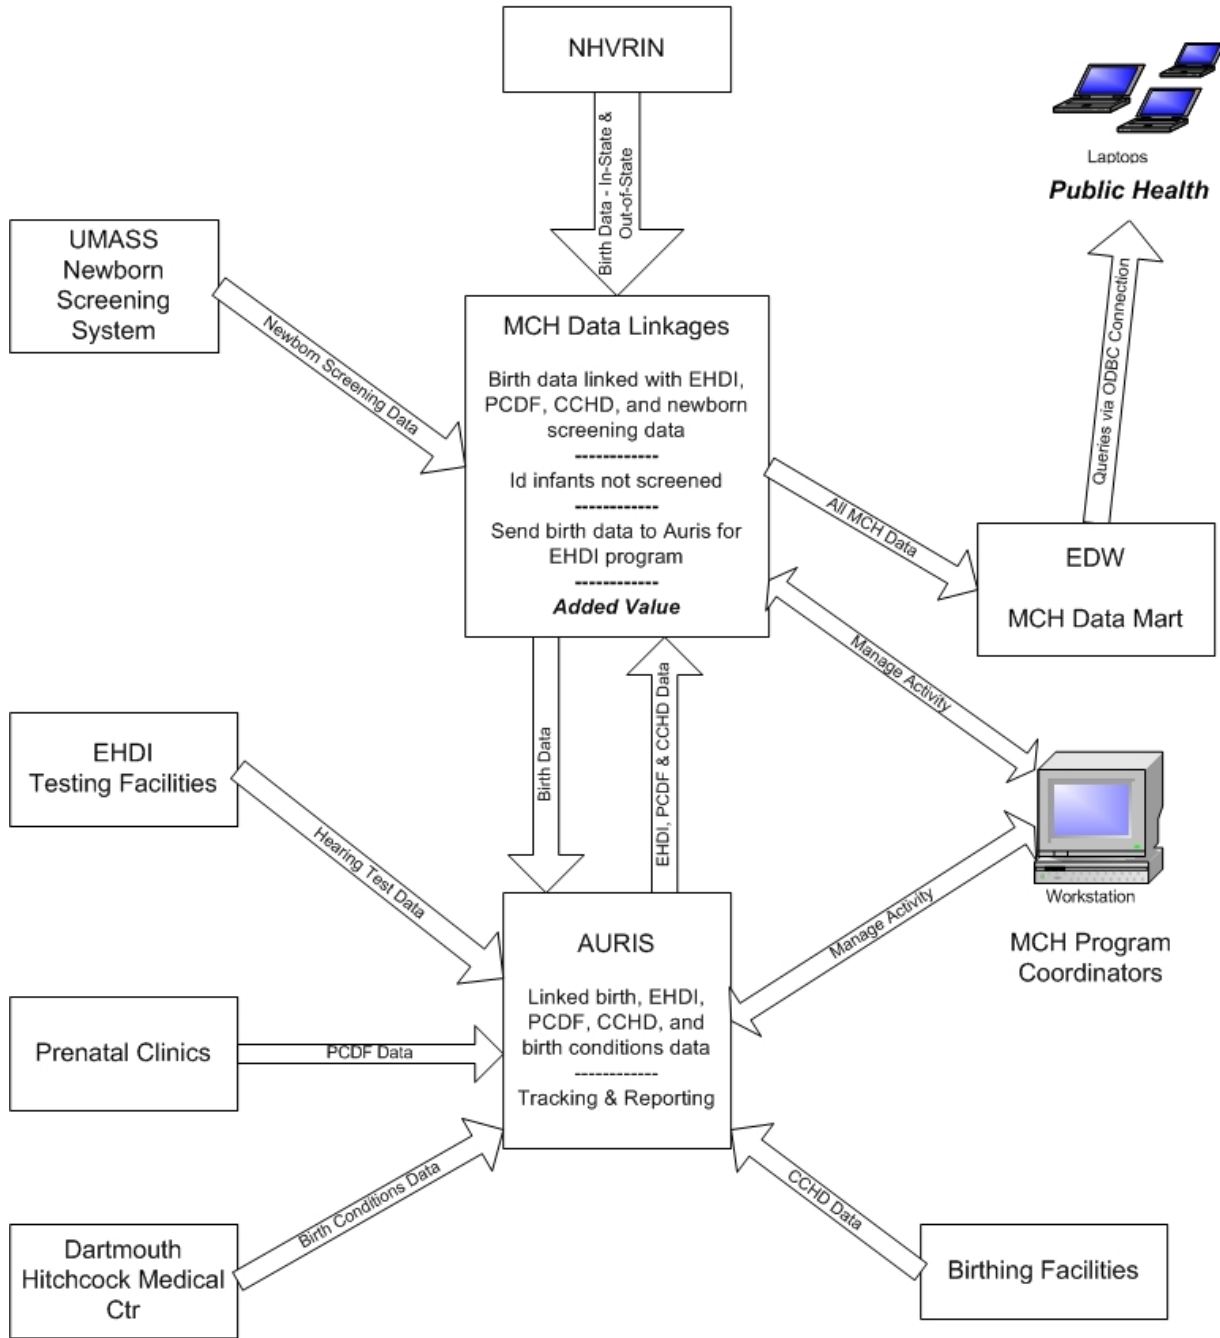 NHVRIN
Birth Data - In-State &
Out-of-State
Laptops
Public Health
UMASS
Newborn
Screening
System
Newborn Screening Data
MCH Data Linkages
Birth data linked with EHDI,
PCDF, CCHD, and newborn
screening data
------------
Id infants not screened
------------
Send birth data to Auris for
EHDI program
------------
Added Value
Queries via ODBC Connection
All MCH Data
EDW
MCH Data Mart
Manage Activity
Birth Data
EHDI, PCDF & CCHD Data
EHDI
Testing Facilities
Hearing Test Data
Workstation
MCH Program
Coordinators
Manage Activity
AURIS
Linked birth, EHDI,
PCDF, CCHD, and
birth conditions data
------------
Tracking & Reporting
Prenatal Clinics
PCDF Data
Birth Conditions Data
Dartmouth
Hitchcock Medical
Ctr
CCHD Data
Birthing Facilities